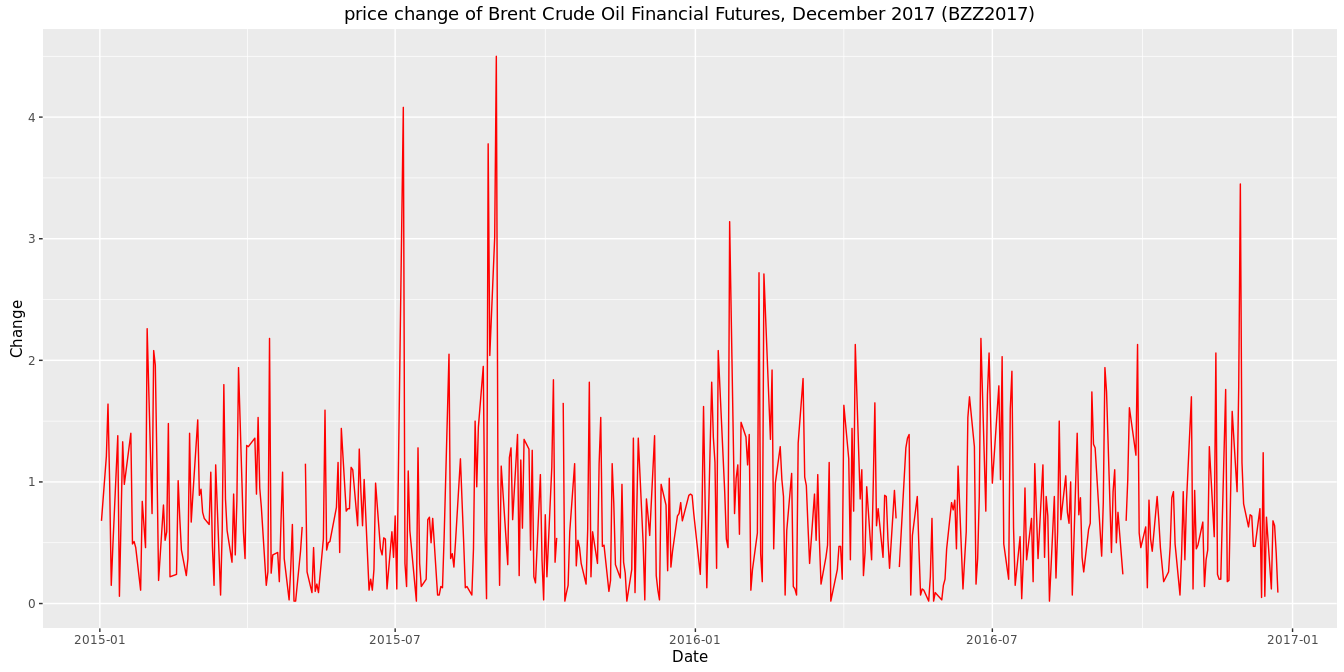 price change of Brent Crude Oil Financial Futures, December 2017 (BZZ2017)
Change
4
3
2
1
0
2015-01 2015-07 2016-01 2016-07 2017-01
Date